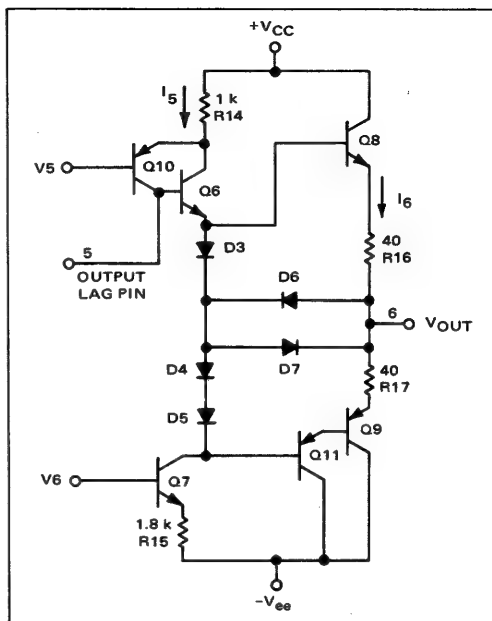 +VCC
I5
1 k
R14
Q8
V5
Q10
Q6
I6
5
OUTPUT
LAG PIN
D3
40
R16
D6
6
VOUT
D7
40
R17
D4
D5
Q9
Q11
V6
Q7
1.8 k
R15
-Vee